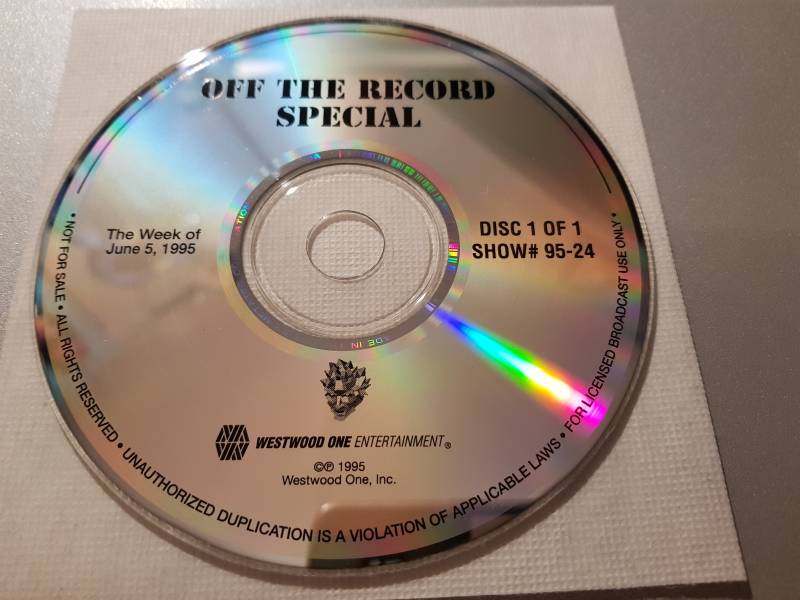 OFF THE RECORD
SPECIAL
The Week of
June 5, 1995
DISC 1 OF 1
SHOW# 95-24
WESTWOOD ONE ENTERTAINMENT®
©℗ 1995
Westwood One, Inc.
• NOT FOR SALE • ALL RIGHTS RESERVED • UNAUTHORIZED DUPLICATION IS A VIOLATION OF APPLICABLE LAWS • FOR LICENSED BROADCAST USE ONLY •